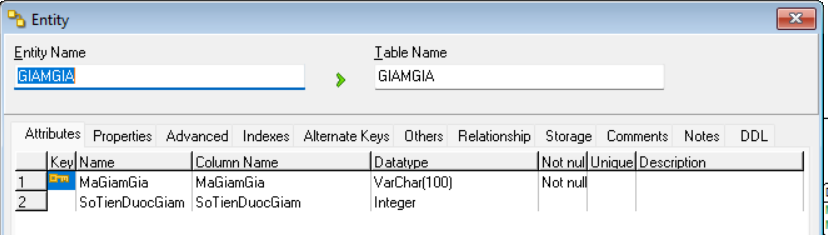 Entity
Entity Name Table Name
GIAMGIA GIAMGIA
Attributes Properties Advanced Indexes Alternate Keys Others Relationship Storage Comments Notes DDL
Key Name Column Name Datatype Not nul Unique Description
1 MaGiamGia MaGiamGia VarChar(100) Not null
2 SoTienDuocGiam SoTienDuocGiam Integer